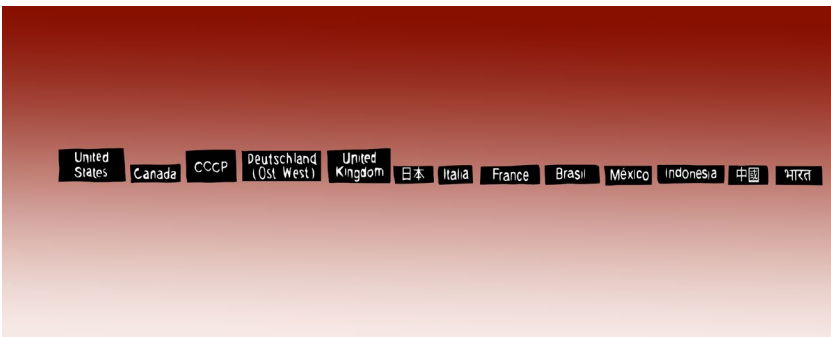 United
States
Canada
СССР
Deutschland
(Ost West)
United
Kingdom
日本
Italia
France
Brasil
México
Indonesia
中國
भारत